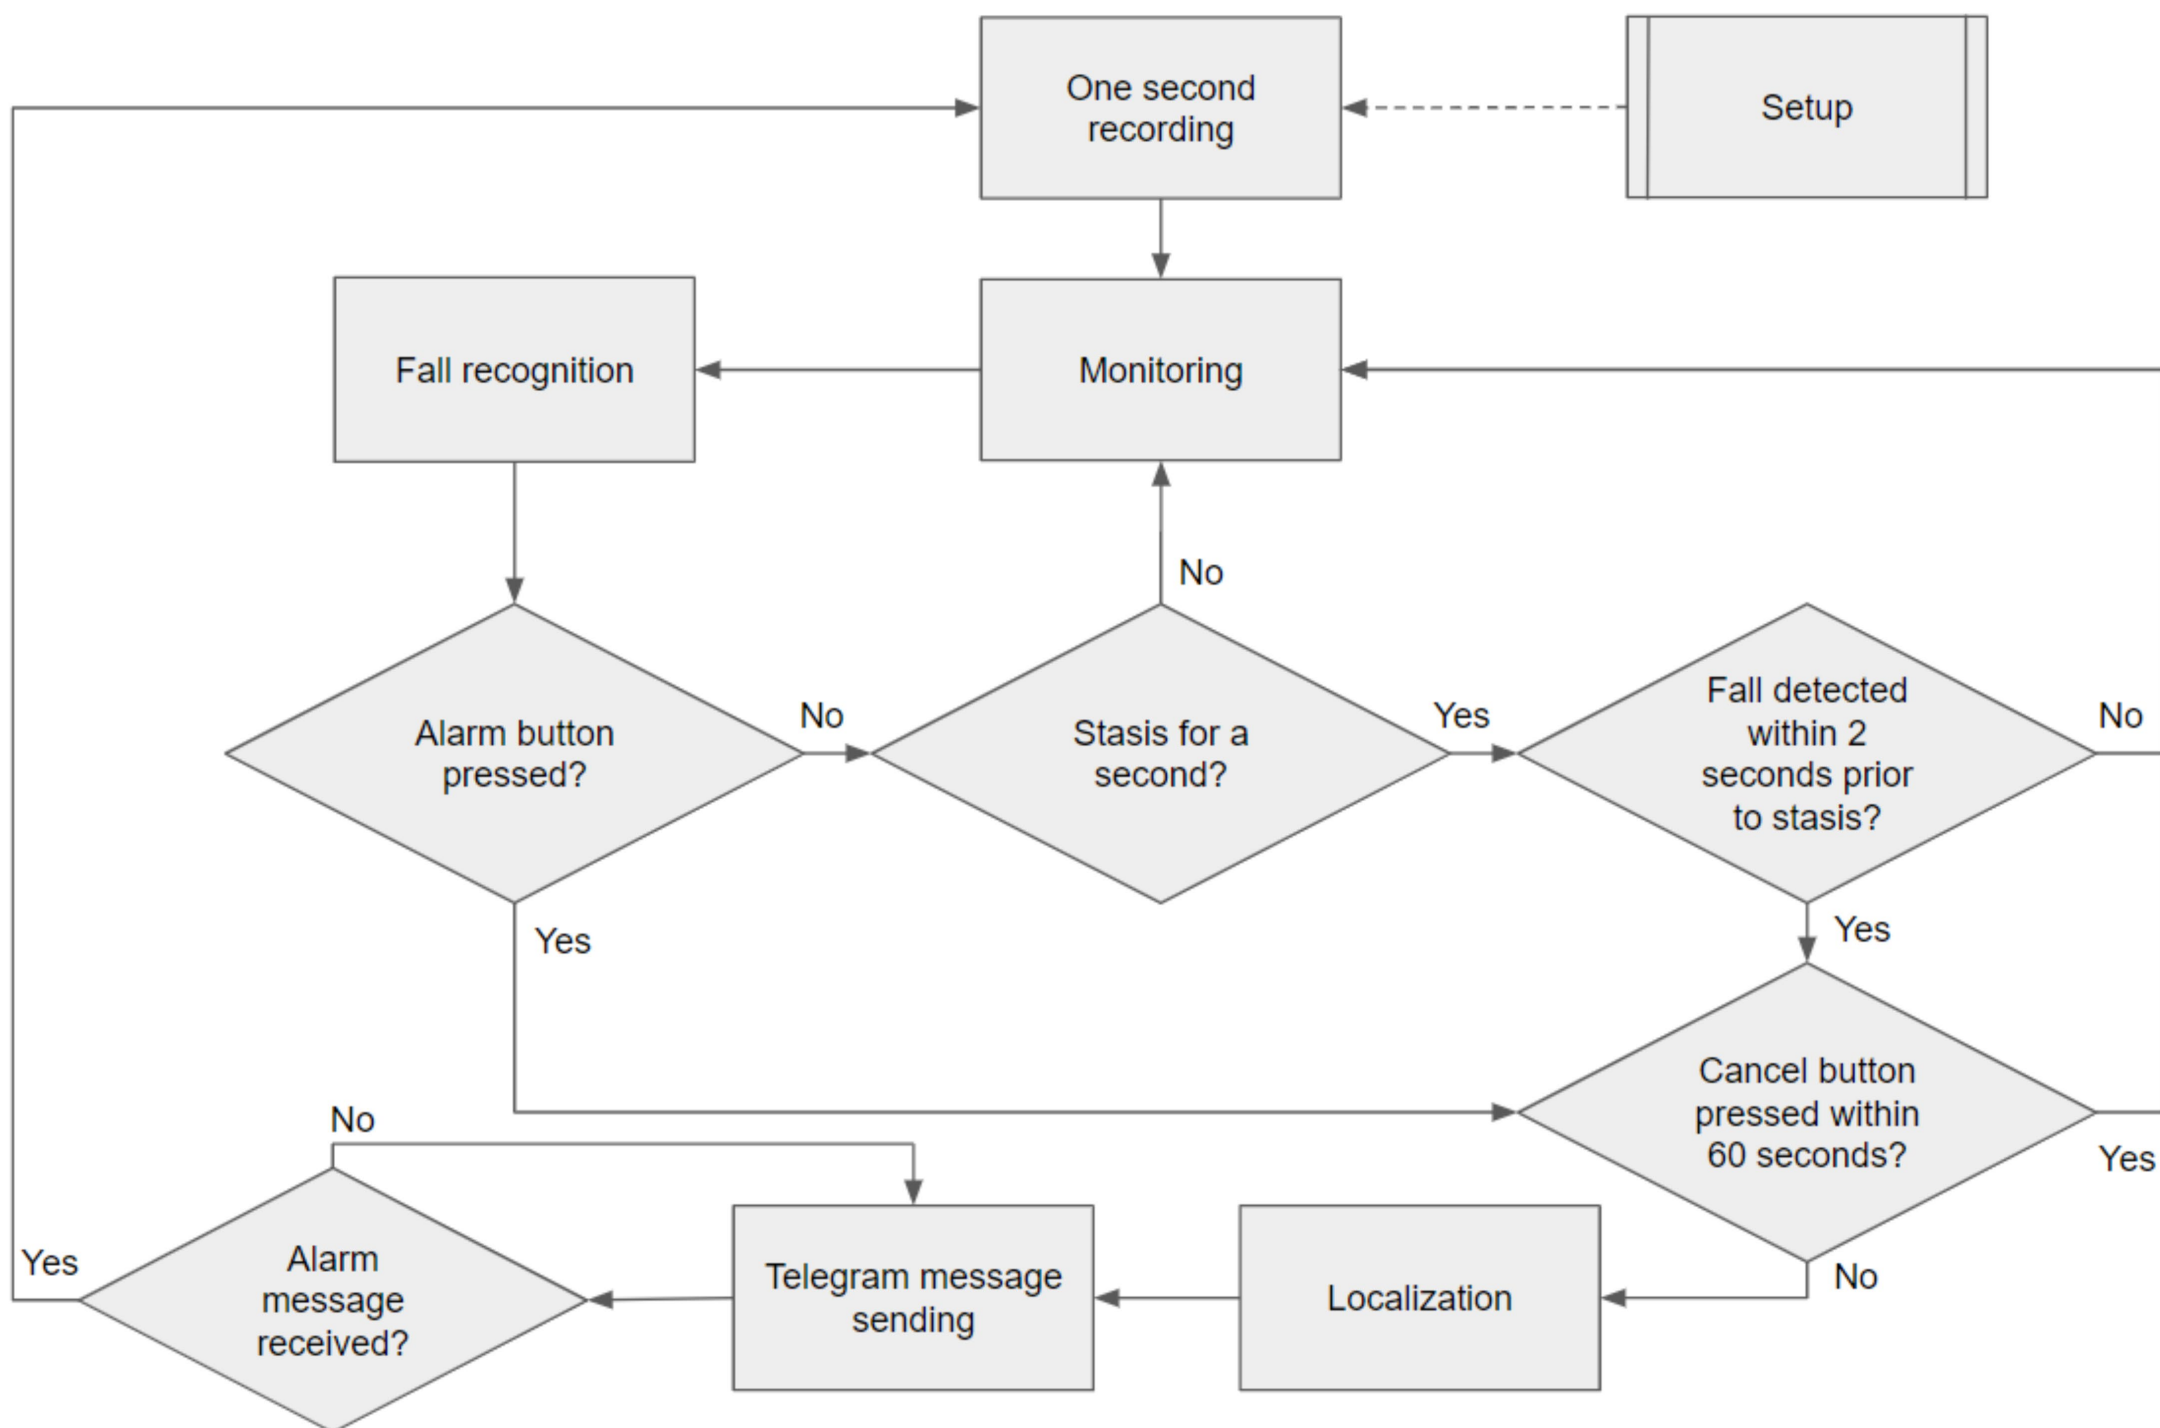 One second
recording
Setup
Fall recognition
Monitoring
No
Alarm button
pressed?
No
Stasis for a
second?
Yes
Fall detected
within 2
seconds prior
to stasis?
No
Yes
Yes
Cancel button
pressed within
60 seconds?
Yes
No
No
Alarm
message
received?
Yes
Telegram message
sending
Localization